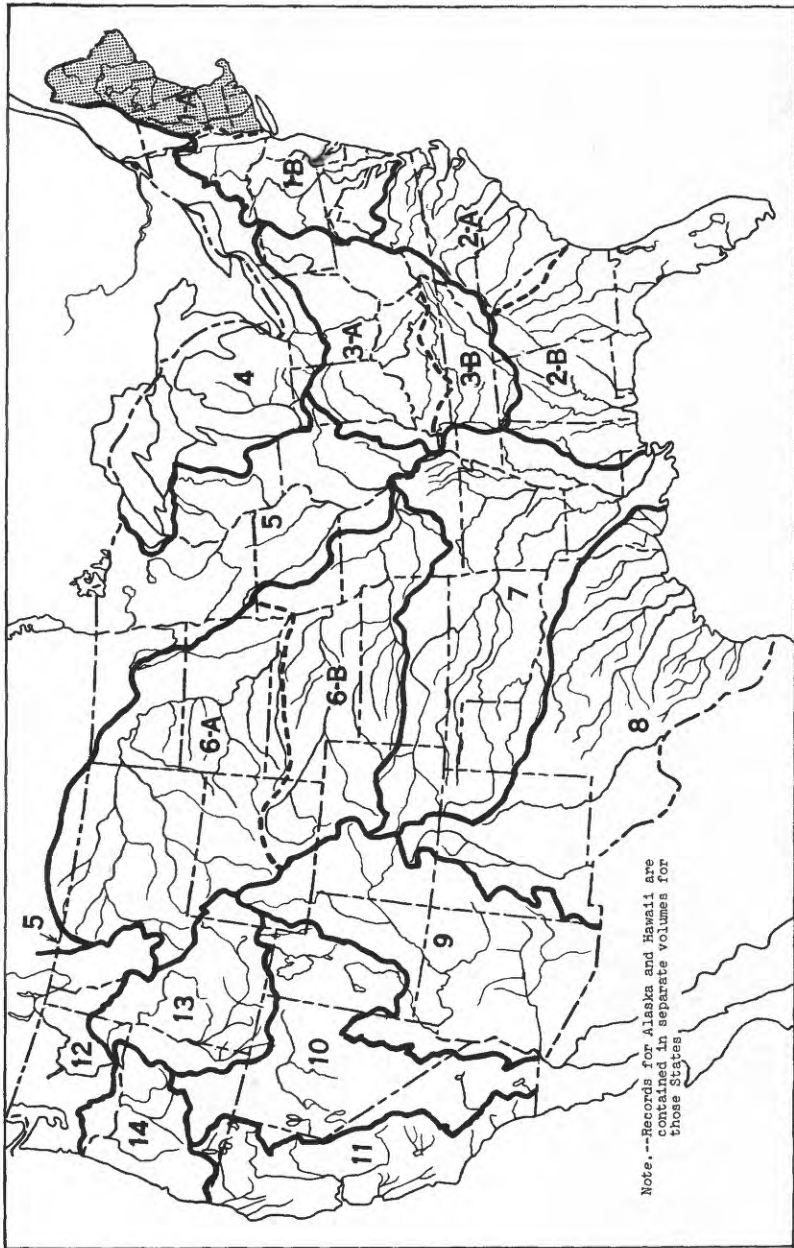 1-A
1-B
2-A
2-B
3-A
3-B
4
5
5
6-A
6-B
7
8
9
10
11
12
13
14
Note.--Records for Alaska and Hawaii are
contained in separate volumes for
those States